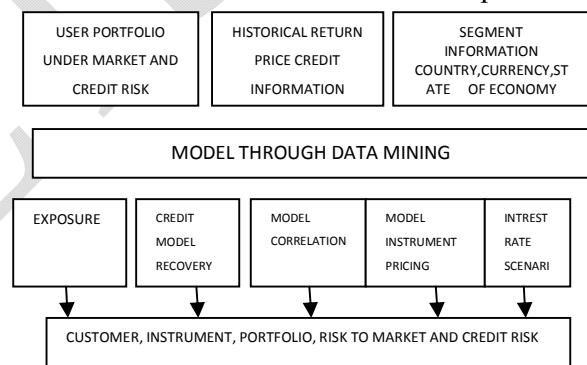 USER PORTFOLIO
UNDER MARKET AND
CREDIT RISK
HISTORICAL RETURN
PRICE CREDIT
INFORMATION
SEGMENT
INFORMATION
COUNTRY,CURRENCY,ST
ATE OF ECONOMY
MODEL THROUGH DATA MINING
EXPOSURE
CREDIT
MODEL
RECOVERY
MODEL
CORRELATION
MODEL
INSTRUMENT
PRICING
INTREST
RATE
SCENARI
CUSTOMER, INSTRUMENT, PORTFOLIO, RISK TO MARKET AND CREDIT RISK